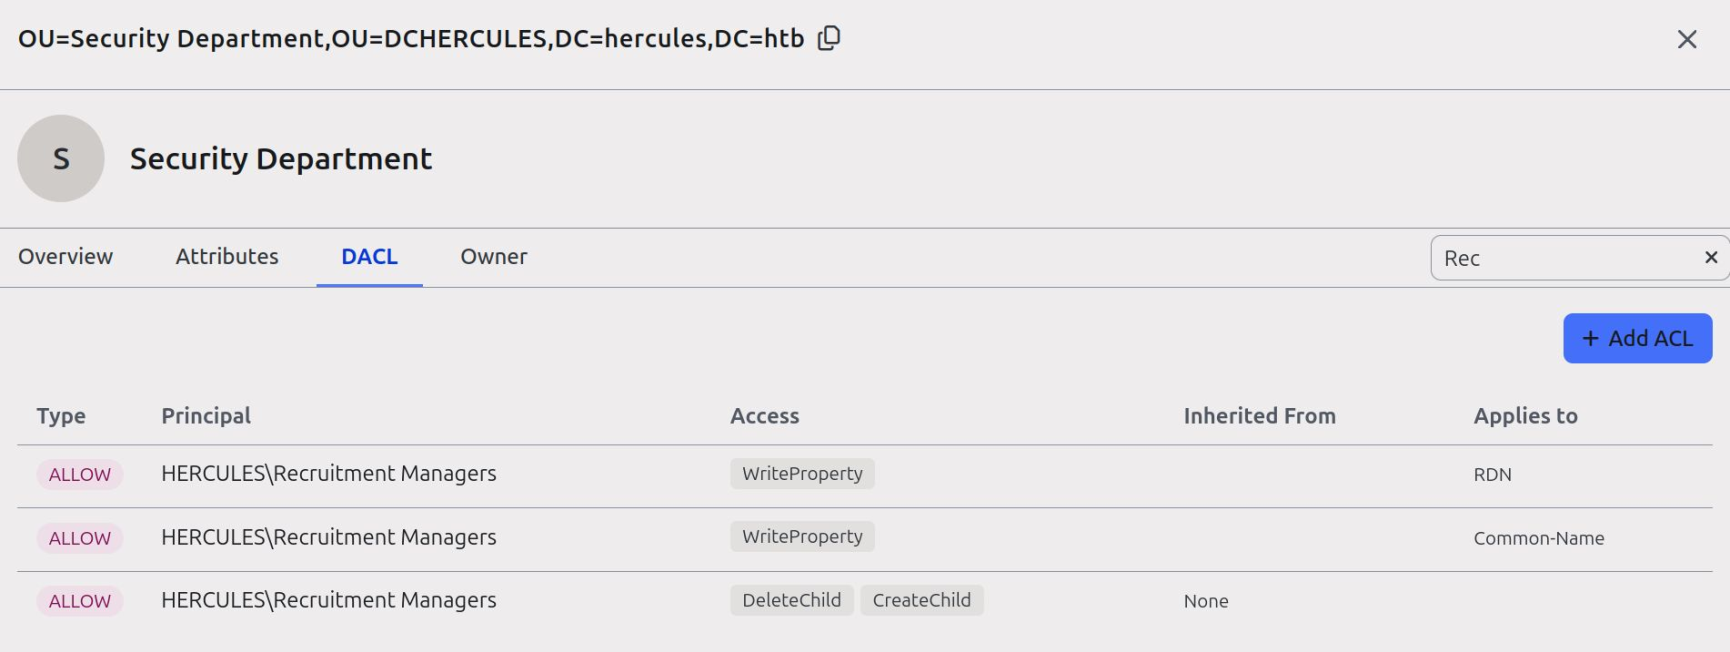 OU=Security Department,OU=DCHERCULES,DC=hercules,DC=htb
S Security Department
Overview Attributes DACL Owner Rec
+ Add ACL
Type Principal Access Inherited From Applies to
ALLOW HERCULES\Recruitment Managers WriteProperty RDN
ALLOW HERCULES\Recruitment Managers WriteProperty Common-Name
ALLOW HERCULES\Recruitment Managers DeleteChild CreateChild None